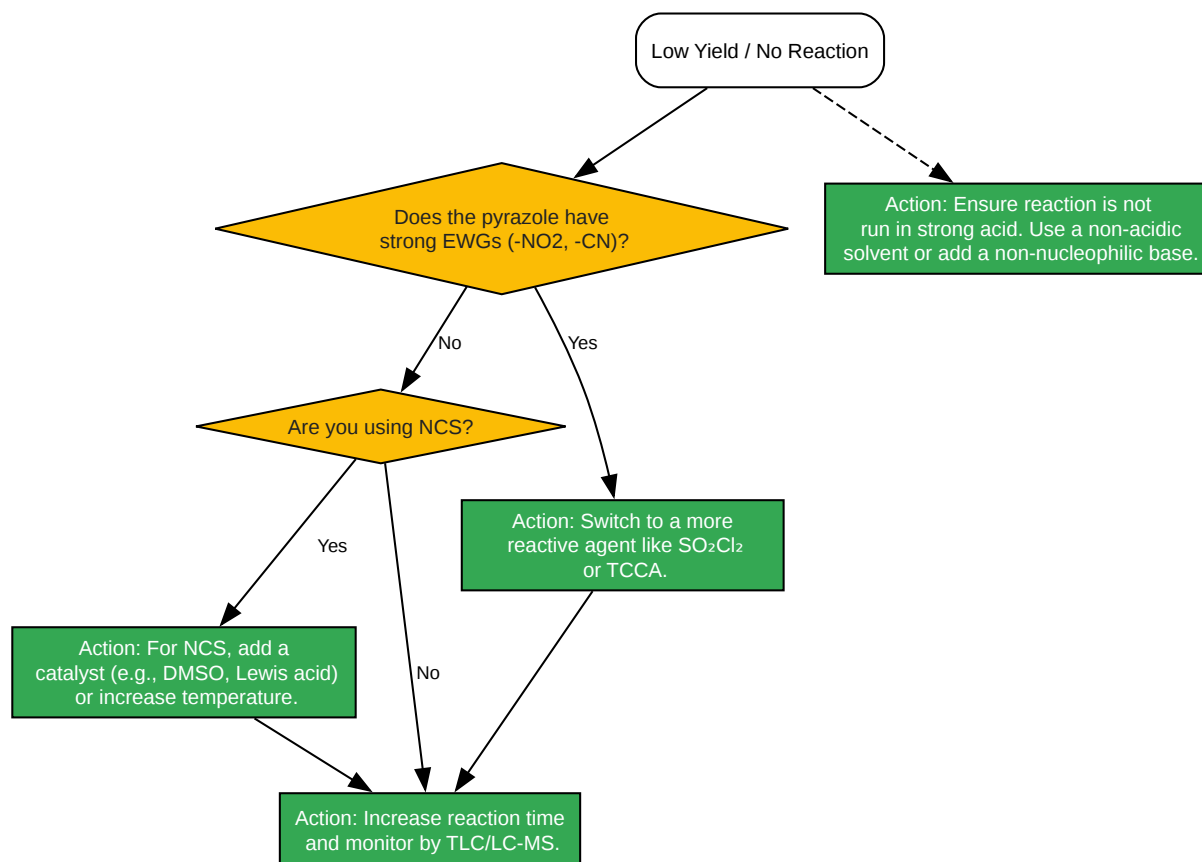 Low Yield / No Reaction
Does the pyrazole have
strong EWGs (-NO2, -CN)?
Action: Ensure reaction is not
run in strong acid. Use a non-acidic
solvent or add a non-nucleophilic base.
No
Yes
Are you using NCS?
Action: Switch to a more
reactive agent like SO₂Cl₂
or TCCA.
Yes
No
Action: For NCS, add a
catalyst (e.g., DMSO, Lewis acid)
or increase temperature.
Action: Increase reaction time
and monitor by TLC/LC-MS.